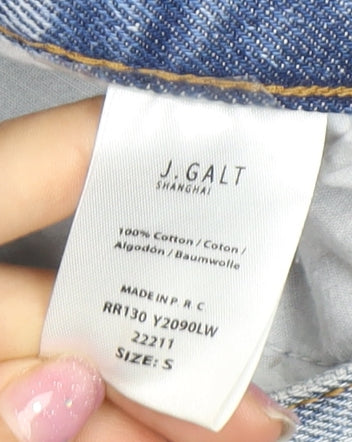 J.GALT
SHANGHAI
100% Cotton / Coton /
Algodón / Baumwolle
MADE IN P. R. C
RR130 Y2090LW
22211
SIZE: S